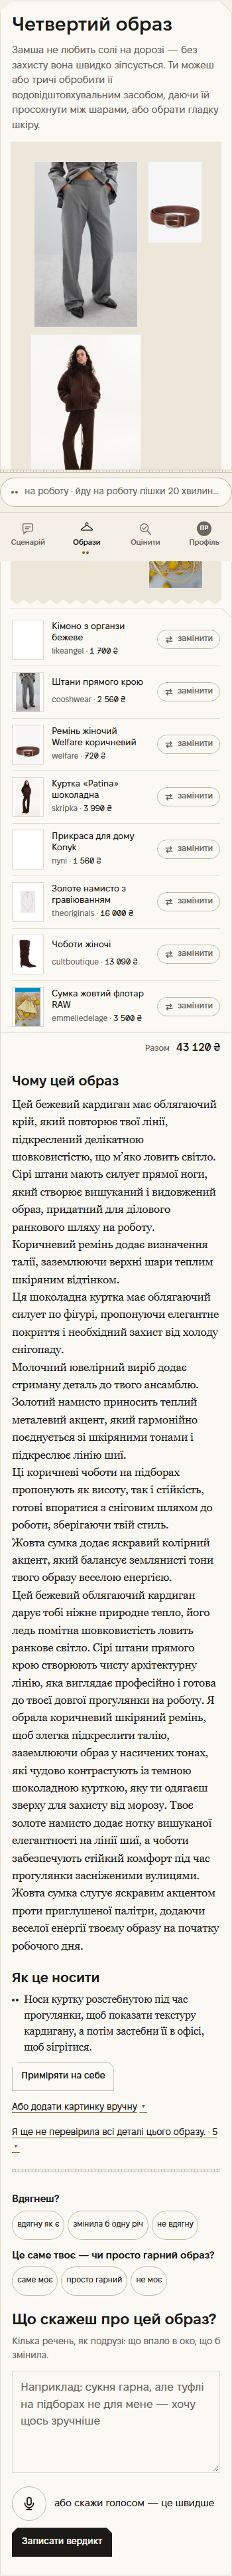 Четвертий образ
Замша не любить солі на дорозі — без
захисту вона швидко зіпсується. Ти можеш
або тричі обробити її
водовідштовхувальним засобом, даючи їй
просохнути між шарами, або обрати гладку
шкіру.
на роботу · йду на роботу пішки 20 хвилин...
Сценарій
Образи
Оцінити
ПР
Профіль
Кімоно з органзи
бежеве
likeangel · 1 700 ₴
замінити
Штани прямого крою
cooshwear · 2 560 ₴
замінити
Ремінь жіночий
Welfare коричневий
welfare · 720 ₴
замінити
Куртка «Patina»
шоколадна
skripka · 3 990 ₴
замінити
Прикраса для дому
Konyk
nyni · 1 560 ₴
замінити
Золоте намисто з
гравіюванням
theoriginals · 16 000 ₴
замінити
Чоботи жіночі
cultboutique · 13 090 ₴
замінити
Сумка жовтий флотар
RAW
emmeliedelage · 3 500 ₴
замінити
Разом 43 120 ₴
Чому цей образ
Цей бежевий кардиган має облягаючий
крій, який повторює твої лінії,
підкреслений делікатною
шовковистістю, що м’яко ловить світло.
Сірі штани мають силует прямої ноги,
який створює вишуканий і видовжений
образ, придатний для ділового
ранкового шляху на роботу.
Коричневий ремінь додає визначення
талії, заземлюючи верхні шари теплим
шкіряним відтінком.
Ця шоколадна куртка має облягаючий
силует по фігурі, пропонуючи елегантне
покриття і необхідний захист від холоду
снігопаду.
Молочний ювелірний виріб додає
стриману деталь до твого ансамблю.
Золотий намисто приносить теплий
металевий акцент, який гармонійно
поєднується зі шкіряними тонами і
підкреслює лінію шиї.
Ці коричневі чоботи на підборах
пропонують як висоту, так і стійкість,
готові впоратися з сніговим шляхом до
роботи, зберігаючи твій стиль.
Жовта сумка додає яскравий колірний
акцент, який балансує землянисті тони
твого образу веселою енергією.
Цей бежевий облягаючий кардиган
дарує тобі ніжне природне тепло, його
ледь помітна шовковистість ловить
ранкове світло. Сірі штани прямого
крою створюють чисту архітектурну
лінію, яка виглядає професійно і готова
до твоєї довгої прогулянки на роботу. Я
обрала коричневий шкіряний ремінь,
щоб злегка підкреслити талію,
заземлюючи образ у насичених тонах,
які чудово контрастують із темною
шоколадною курткою, яку ти одягаєш
зверху для захисту від морозу. Твоє
золоте намисто додає нотку вишуканої
елегантності на лінії шиї, а чоботи
забезпечують стійкий комфорт під час
прогулянки засніженими вулицями.
Жовта сумка слугує яскравим акцентом
проти приглушеної палітри, додаючи
веселої енергії твоєму образу на початку
робочого дня.
Як це носити
Носи куртку розстебнутою під час
прогулянки, щоб показати текстуру
кардигану, а потім застебни її в офісі,
щоб зігрітися.
Приміряти на себе
Або додати картинку вручну
Я ще не перевірила всі деталі цього образу. · 5
Вдягнеш?
вдягну як є
змінила б одну річ
не вдягну
Це саме твоє — чи просто гарний образ?
саме моє
просто гарний
не моє
Що скажеш про цей образ?
Кілька речень, як подрузі: що впало в око, що б
змінила.
Наприклад: сукня гарна, але туфлі
на підборах не для мене — хочу
щось зручніше
або скажи голосом — це швидше
Записати вердикт